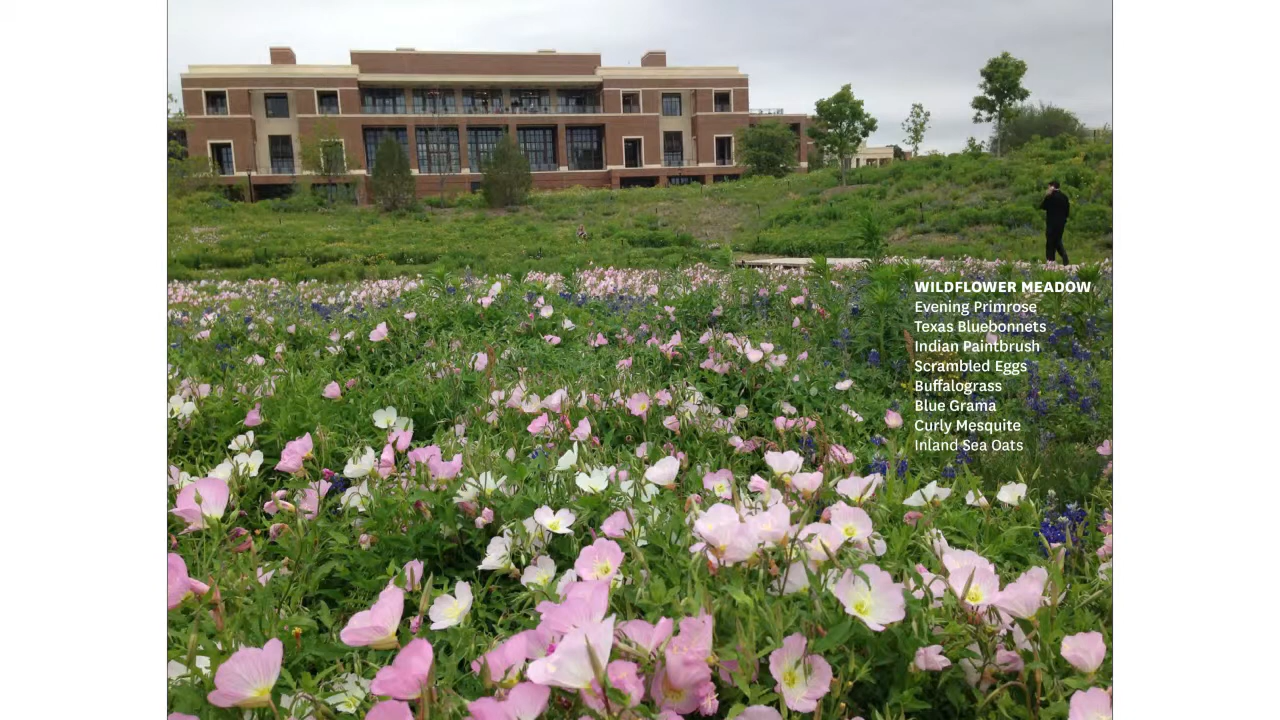 WILDFLOWER MEADOW
Evening Primrose
Texas Bluebonnets
Indian Paintbrush
Scrambled Eggs
Buffalograss
Blue Grama
Curly Mesquite
Inland Sea Oats